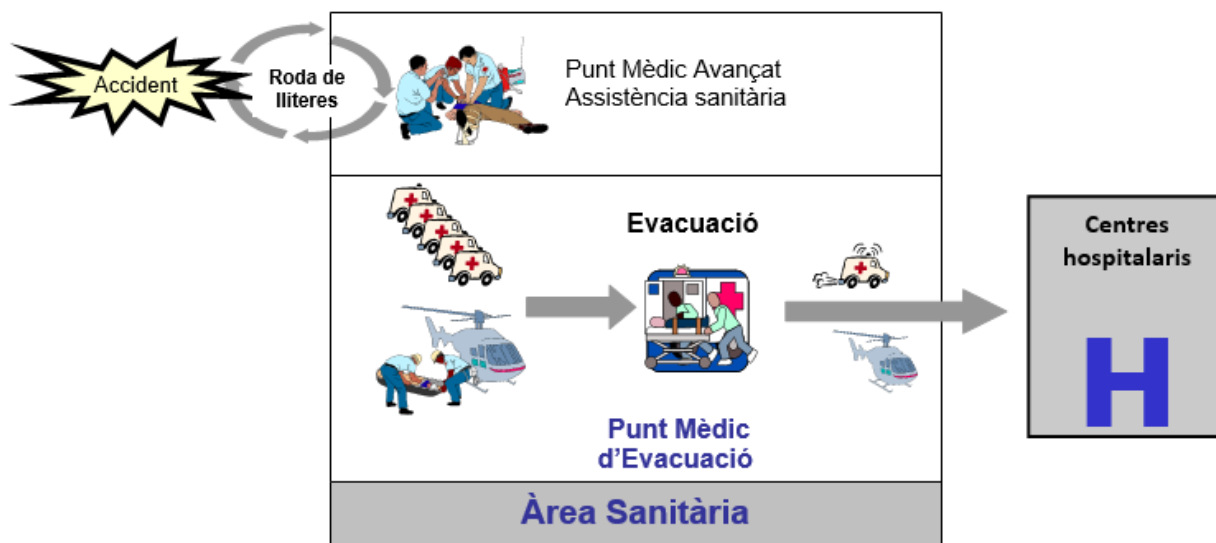 Accident
Roda de
lliteres
Punt Mèdic Avançat
Assistència sanitària
Evacuació
Punt Mèdic
d’Evacuació
Àrea Sanitària
Centres
hospitalaris
H